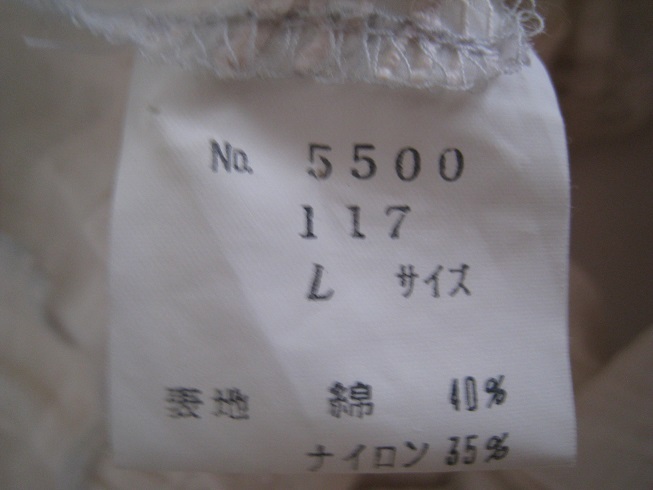 No. 5500
117
L サイズ
表地 綿 40%
ナイロン 35%